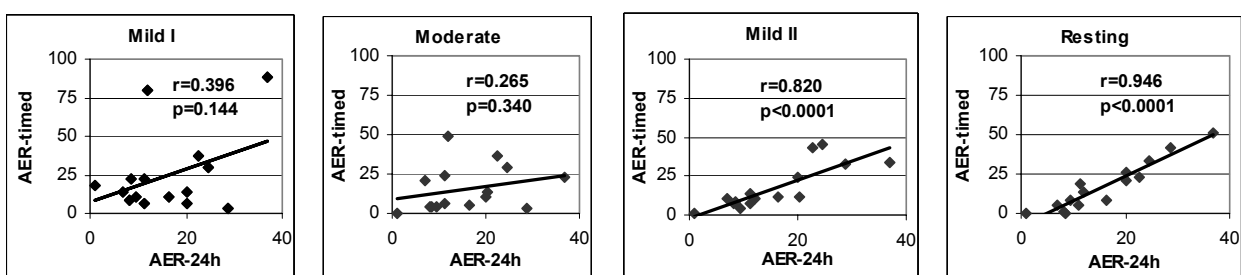 Mild I
r=0.396
p=0.144
100
75
50
25
0
0 20 40
AER-timed
AER-24h
Moderate
r=0.265
p=0.340
100
75
50
25
0
0 20 40
AER-timed
AER-24h
Mild II
r=0.820
p<0.0001
100
75
50
25
0
0 20 40
AER-timed
AER-24h
Resting
r=0.946
p<0.0001
100
75
50
25
0
0 20 40
AER-timed
AER-24h